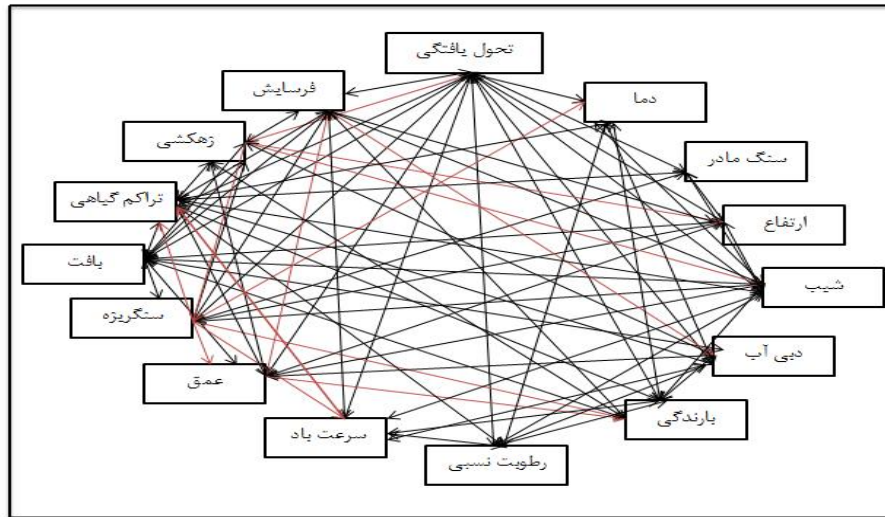 تحول یافتگی
فرسایش
دما
زهکشی
سنگ مادر
تراکم گیاهی
ارتفاع
بافت
شیب
سنگریزه
دبی آب
عمق
بارندگی
سرعت باد
رطوبت نسبی